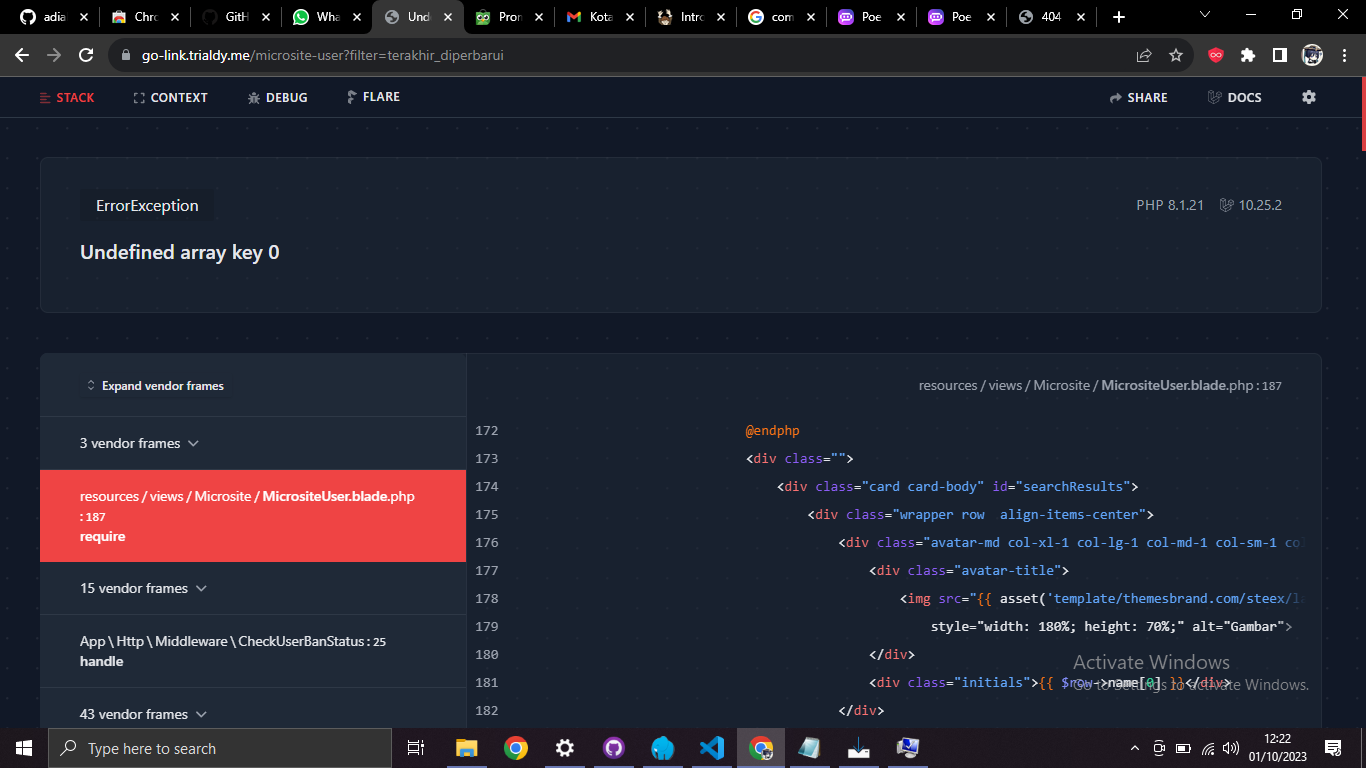 adia
Chro
GitH
Wha
Und
Pron
Kota
Intro
com
Poe
Poe
404
go-link.trialdy.me/microsite-user?filter=terakhir_diperbarui
STACK CONTEXT DEBUG FLARE SHARE DOCS
ErrorException
PHP 8.1.21 10.25.2
Undefined array key 0
Expand vendor frames
3 vendor frames
resources / views / Microsite / MicrositeUser.blade.php
: 187
require
15 vendor frames
App \ Http \ Middleware \ CheckUserBanStatus : 25
handle
43 vendor frames
resources / views / Microsite / MicrositeUser.blade.php : 187
172 @endphp
173 <div class="">
174 <div class="card card-body" id="searchResults">
175 <div class="wrapper row  align-items-center">
176 <div class="avatar-md col-xl-1 col-lg-1 col-md-1 col-sm-1 co
177 <div class="avatar-title">
178 <img src="{{ asset('template/themesbrand.com/steex/la
179 style="width: 180%; height: 70%;" alt="Gambar">
180 </div>
181 <div class="initials">{{ $row->name[0] }}</div>
182 </div>
Activate Windows
Go to Settings to activate Windows.
Type here to search
12:22
01/10/2023